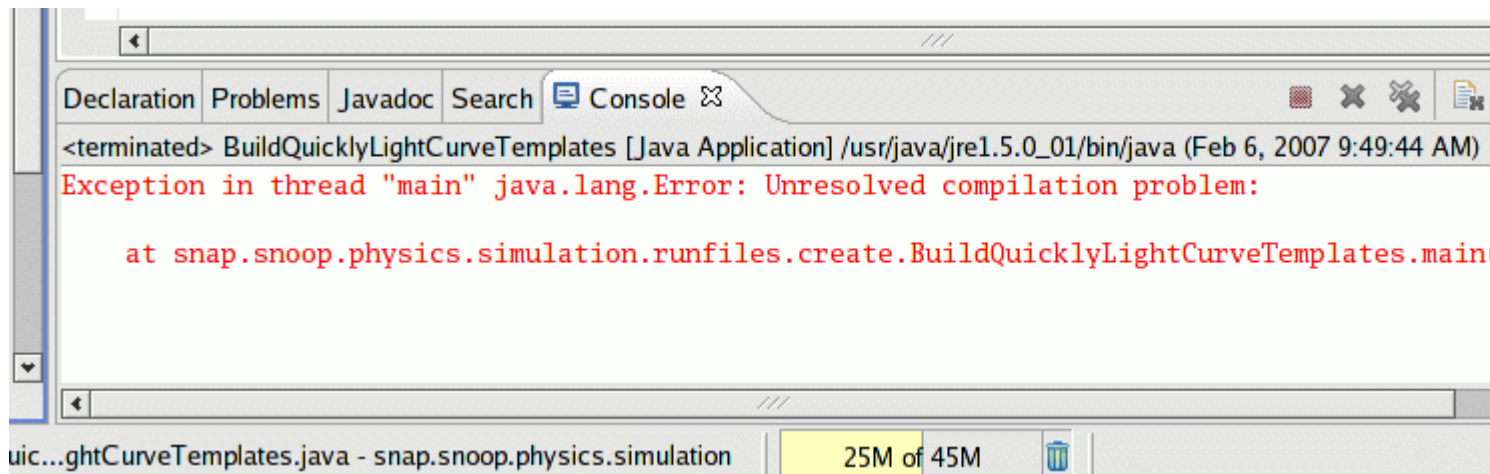 Declaration Problems Javadoc Search Console
<terminated> BuildQuicklyLightCurveTemplates [Java Application] /usr/java/jre1.5.0_01/bin/java (Feb 6, 2007 9:49:44 AM)
Exception in thread "main" java.lang.Error: Unresolved compilation problem:
at snap.snoop.physics.simulation.runfiles.create.BuildQuicklyLightCurveTemplates.main(
uic...ghtCurveTemplates.java - snap.snoop.physics.simulation 25M of 45M